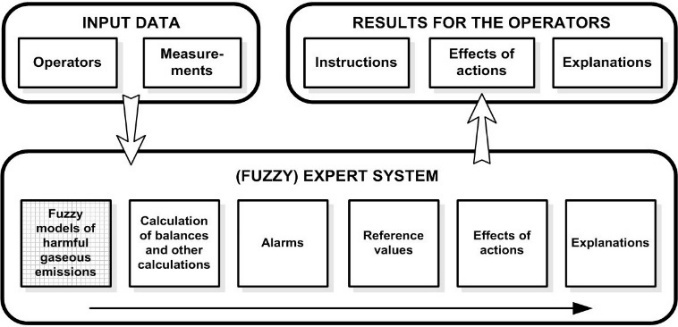 INPUT DATA
Operators
Measure-
ments
RESULTS FOR THE OPERATORS
Instructions
Effects of
actions
Explanations
(FUZZY) EXPERT SYSTEM
Fuzzy
models of
harmful
gaseous
emissions
Calculation
of balances
and other
calculations
Alarms
Reference
values
Effects of
actions
Explanations